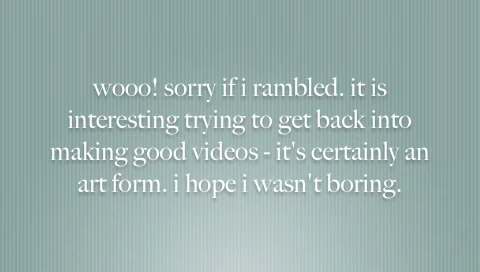 wooo! sorry if i rambled. it is
interesting trying to get back into
making good videos - it's certainly an
art form. i hope i wasn't boring.